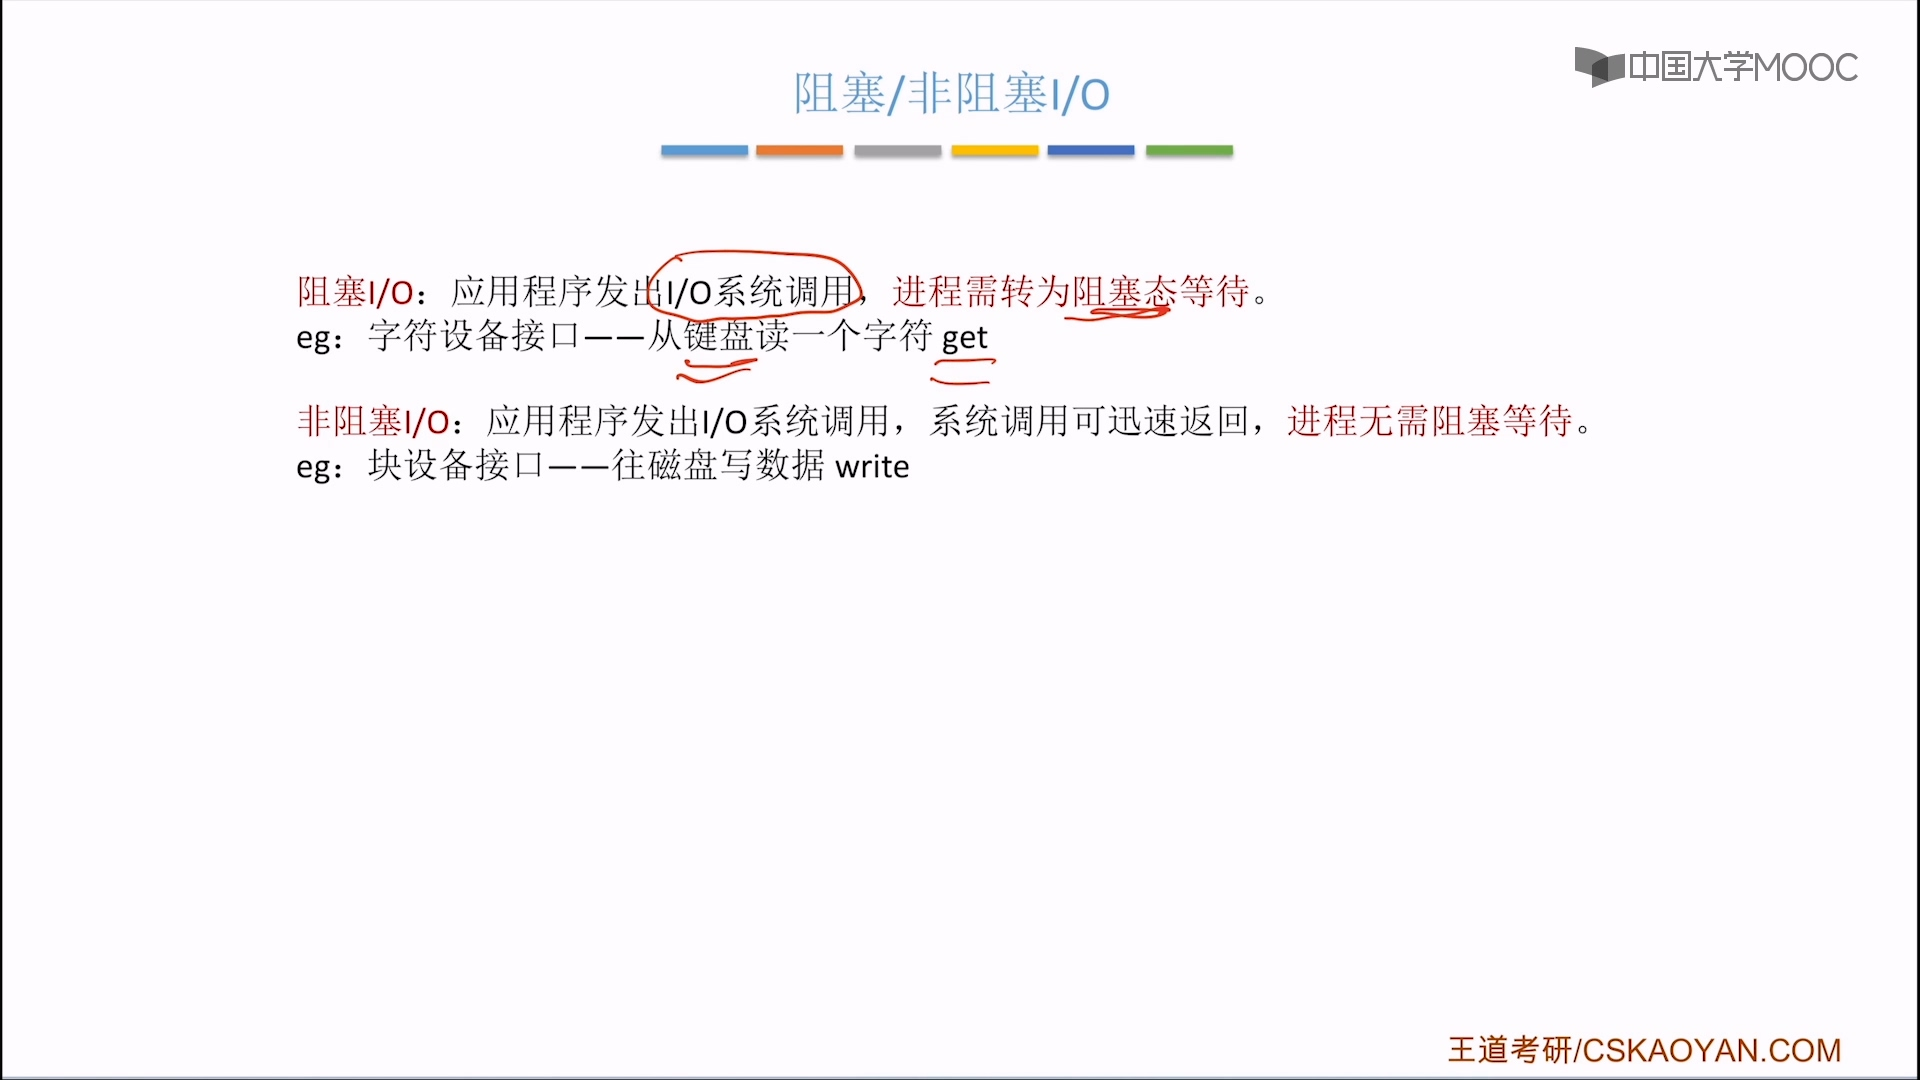 中国大学MOOC
阻塞/非阻塞I/O
阻塞I/O：应用程序发出I/O系统调用，进程需转为阻塞态等待。
eg：字符设备接口——从键盘读一个字符 get
非阻塞I/O：应用程序发出I/O系统调用，系统调用可迅速返回，进程无需阻塞等待。
eg：块设备接口——往磁盘写数据 write
王道考研/CSKAOYAN.COM